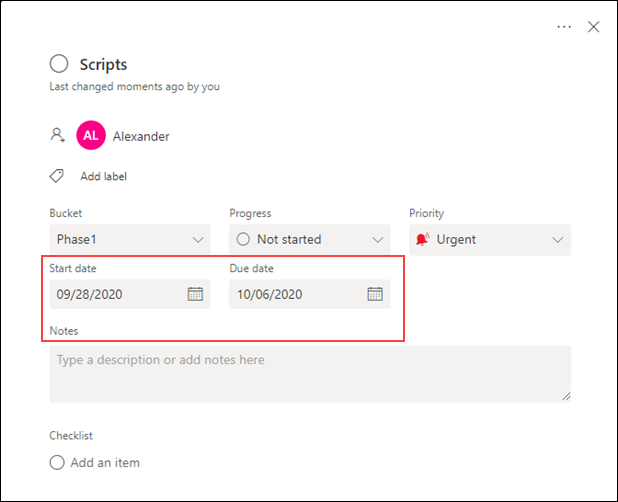 Scripts
Last changed moments ago by you
AL Alexander
Add label
Bucket Progress Priority
Phase1 Not started Urgent
Start date Due date
09/28/2020 10/06/2020
Notes
Type a description or add notes here
Checklist
Add an item